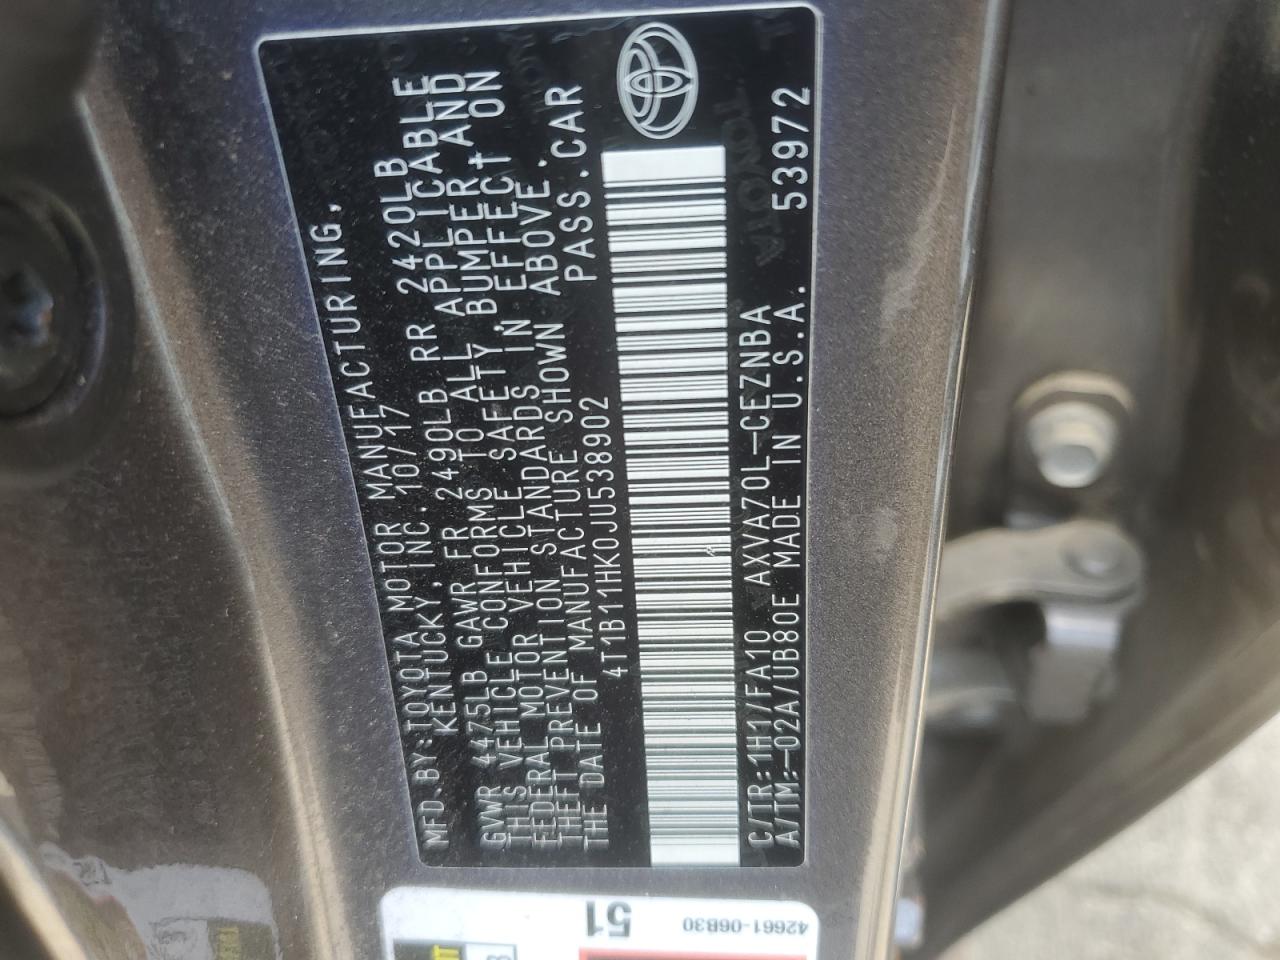 MFD. BY:TOYOTA MOTOR MANUFACTURING,
KENTUCKY, INC. 10/17
GVWR 4475LB GAWR FR 2490LB RR 2420LB
THIS VEHICLE CONFORMS TO ALL APPLICABLE
FEDERAL MOTOR VEHICLE SAFETY, BUMPER, AND
THEFT PREVENTION STANDARDS IN EFFECT ON
THE DATE OF MANUFACTURE SHOWN ABOVE.
4T1B11HK0JU538902 PASS.CAR
C/TR:1H1/FA10 AXVA70L-CEZNBA
A/TM:-02A/UB80E MADE IN U.S.A. 53972
TOYOTA
51
42661-06B30